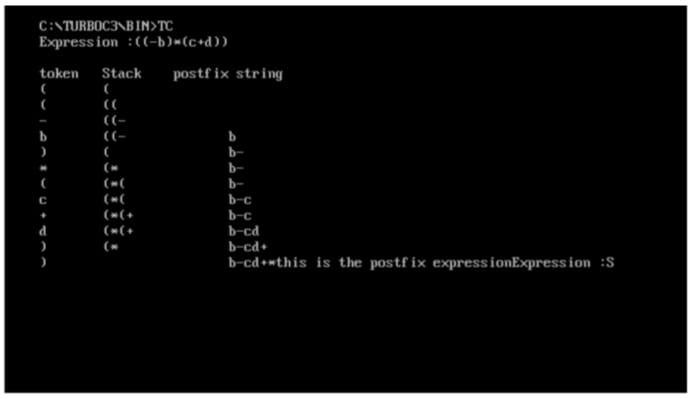 C:\TURBOC3\BIN>TC
Expression :((-b)*(c+d))
token Stack postfix string
( (
( ((
- ((-
b ((- b
) ( b-
* (* b-
( (*( b-
c (*( b-c
+ (*(+ b-c
d (*(+ b-cd
) (* b-cd+
) b-cd+*this is the postfix expressionExpression :S